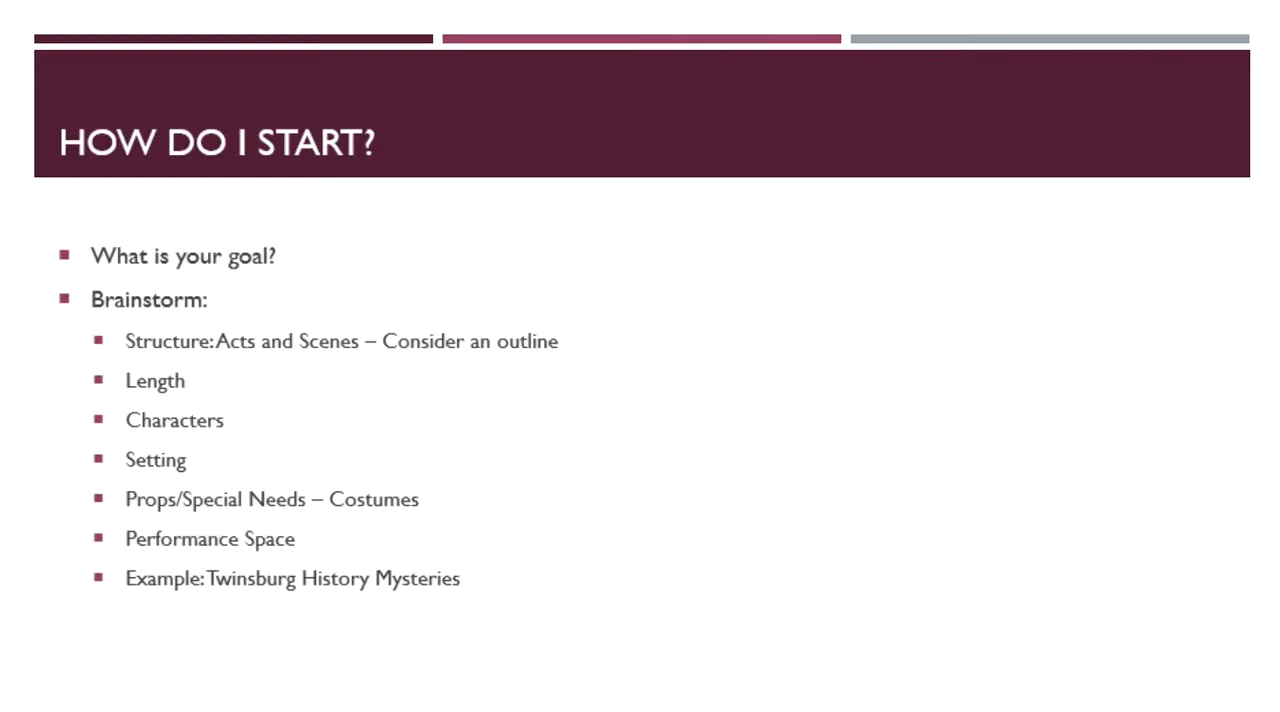 HOW DO I START?
What is your goal?
Brainstorm:
Structure: Acts and Scenes – Consider an outline
Length
Characters
Setting
Props/Special Needs – Costumes
Performance Space
Example: Twinsburg History Mysteries